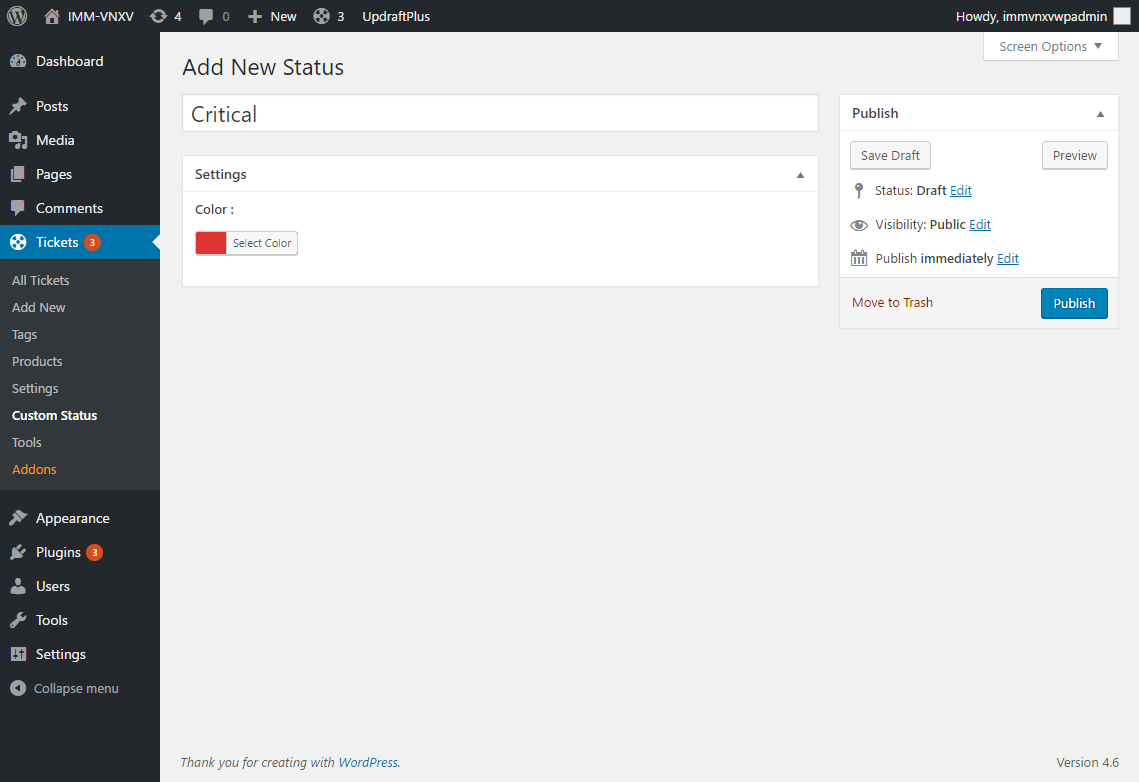 IMM-VNXV 4 0 New 3 UpdraftPlus Howdy, immvnxvwpadmin
Screen Options
Dashboard
Posts
Media
Pages
Comments
Tickets 3
All Tickets
Add New
Tags
Products
Settings
Custom Status
Tools
Addons
Appearance
Plugins 3
Users
Tools
Settings
Collapse menu
Add New Status
Critical
Settings
Color :
Select Color
Publish
Save Draft Preview
Status: Draft Edit
Visibility: Public Edit
Publish immediately Edit
Move to Trash Publish
Thank you for creating with WordPress. Version 4.6